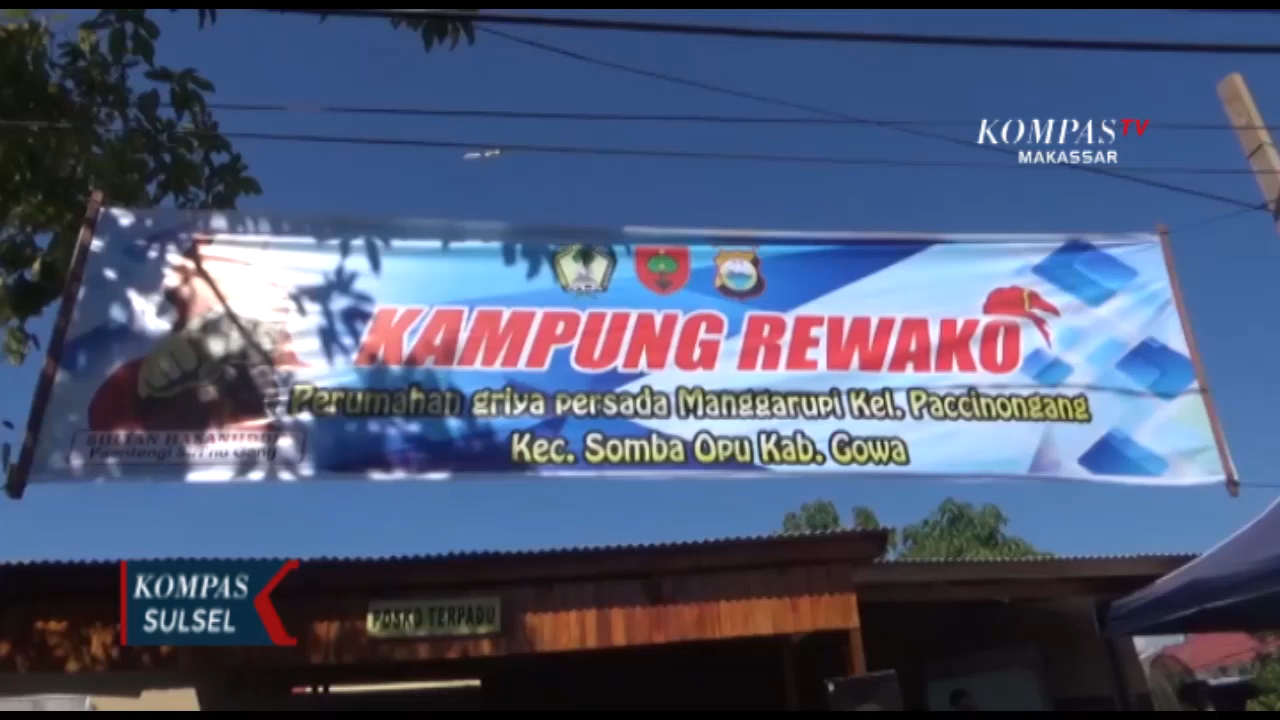 KOMPASTV
MAKASSAR
KAMPUNG REWAKO
Perumahan griya persada Manggarupi Kel. Paccinongang
Kec. Somba Opu Kab. Gowa
SULTAN HASANUDDIN
POSKO TERPADU
KOMPAS
SULSEL